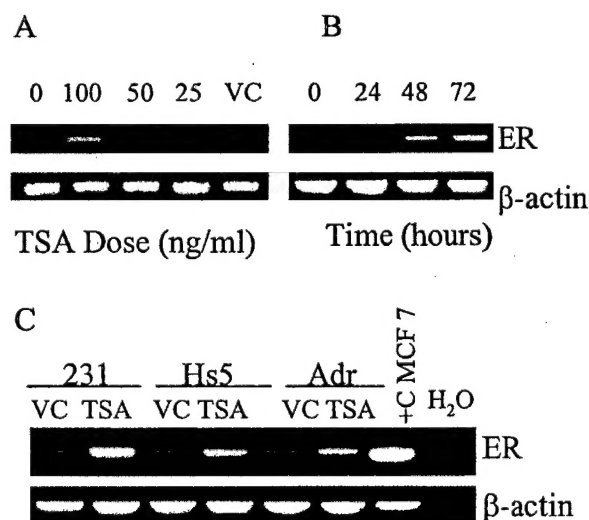 A
B
0 100 50 25 VC
0 24 48 72
ER
β-actin
TSA Dose (ng/ml)
Time (hours)
C
231 Hs5 Adr +C MCF 7 H₂O
VC TSA VC TSA VC TSA
ER
β-actin